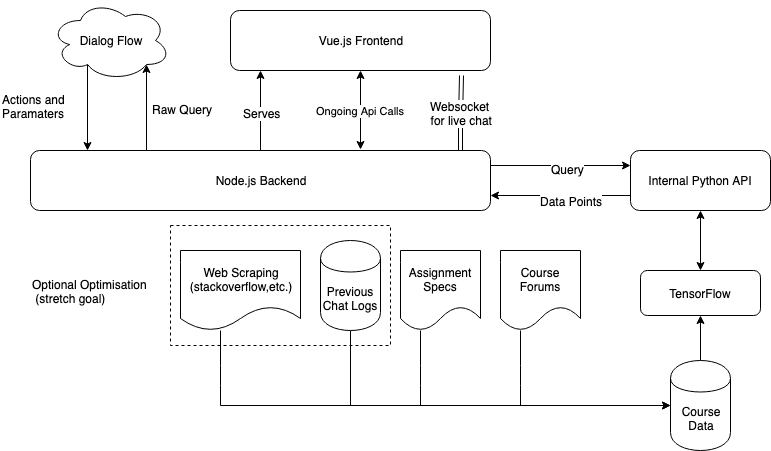 Dialog Flow
Vue.js Frontend
Actions and
Paramaters
Raw Query
Serves
Ongoing Api Calls
Websocket
for live chat
Node.js Backend
Query
Data Points
Internal Python API
Optional Optimisation
(stretch goal)
Web Scraping
(stackoverflow,etc.)
Previous
Chat Logs
Assignment
Specs
Course
Forums
TensorFlow
Course
Data